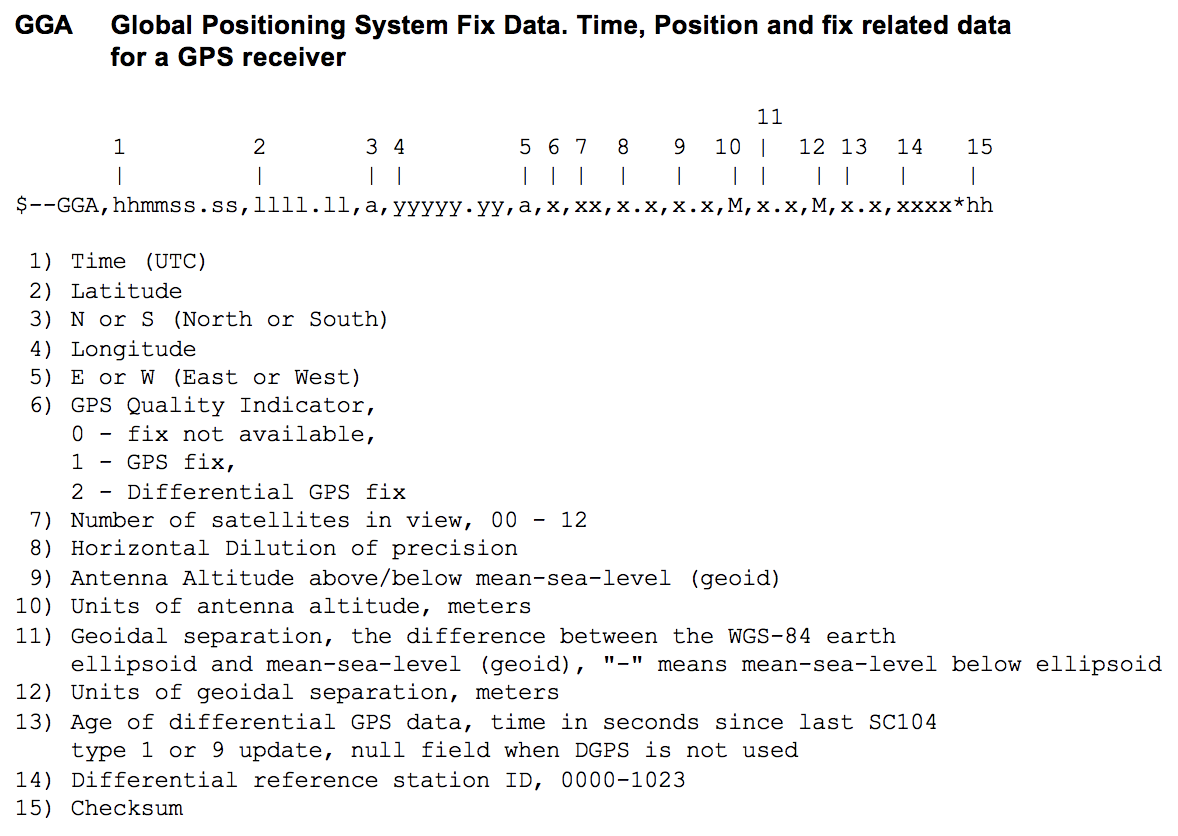 GGA Global Positioning System Fix Data. Time, Position and fix related data
for a GPS receiver
11
1 2 3 4 5 6 7 8 9 10 | 12 13 14 15
| | | | | | | | | | | | | | |
$--GGA,hhmmss.ss,llll.ll,a,yyyyy.yy,a,x,xx,x.x,x.x,M,x.x,M,x.x,xxxx*hh
1) Time (UTC)
2) Latitude
3) N or S (North or South)
4) Longitude
5) E or W (East or West)
6) GPS Quality Indicator,
0 - fix not available,
1 - GPS fix,
2 - Differential GPS fix
7) Number of satellites in view, 00 - 12
8) Horizontal Dilution of precision
9) Antenna Altitude above/below mean-sea-level (geoid)
10) Units of antenna altitude, meters
11) Geoidal separation, the difference between the WGS-84 earth
ellipsoid and mean-sea-level (geoid), "-" means mean-sea-level below ellipsoid
12) Units of geoidal separation, meters
13) Age of differential GPS data, time in seconds since last SC104
type 1 or 9 update, null field when DGPS is not used
14) Differential reference station ID, 0000-1023
15) Checksum